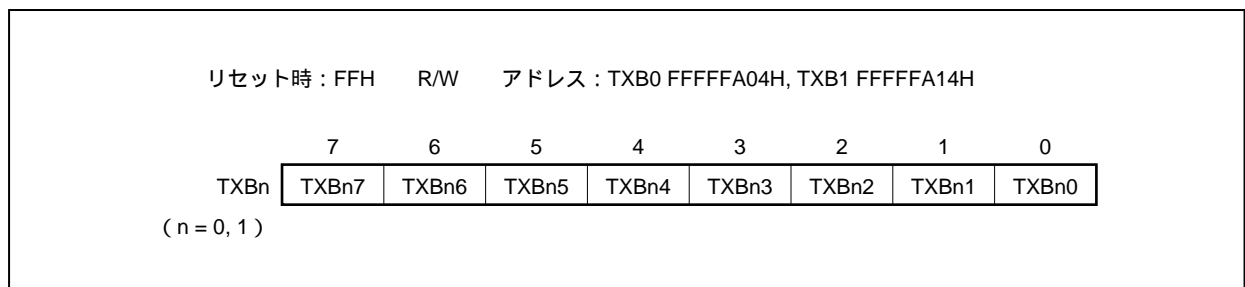 リセット時：FFH R/W アドレス：TXB0 FFFFFA04H, TXB1 FFFFFA14H
7 6 5 4 3 2 1 0
TXBn TXBn7 TXBn6 TXBn5 TXBn4 TXBn3 TXBn2 TXBn1 TXBn0
（n = 0, 1）